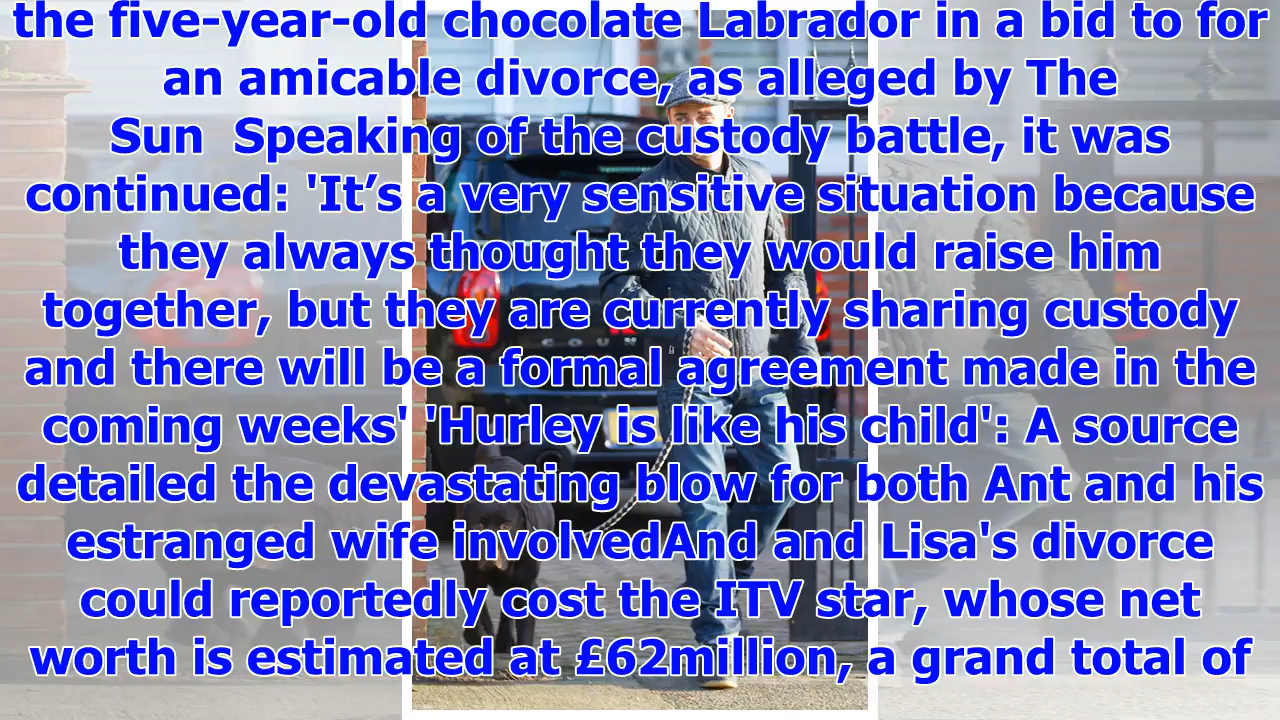 the five-year-old chocolate Labrador in a bid to for
an amicable divorce, as alleged by The
Sun  Speaking of the custody battle, it was
continued: 'It’s a very sensitive situation because
they always thought they would raise him
together, but they are currently sharing custody
and there will be a formal agreement made in the
coming weeks' 'Hurley is like his child': A source
detailed the devastating blow for both Ant and his
estranged wife involvedAnd and Lisa's divorce
could reportedly cost the ITV star, whose net
worth is estimated at £62million, a grand total of